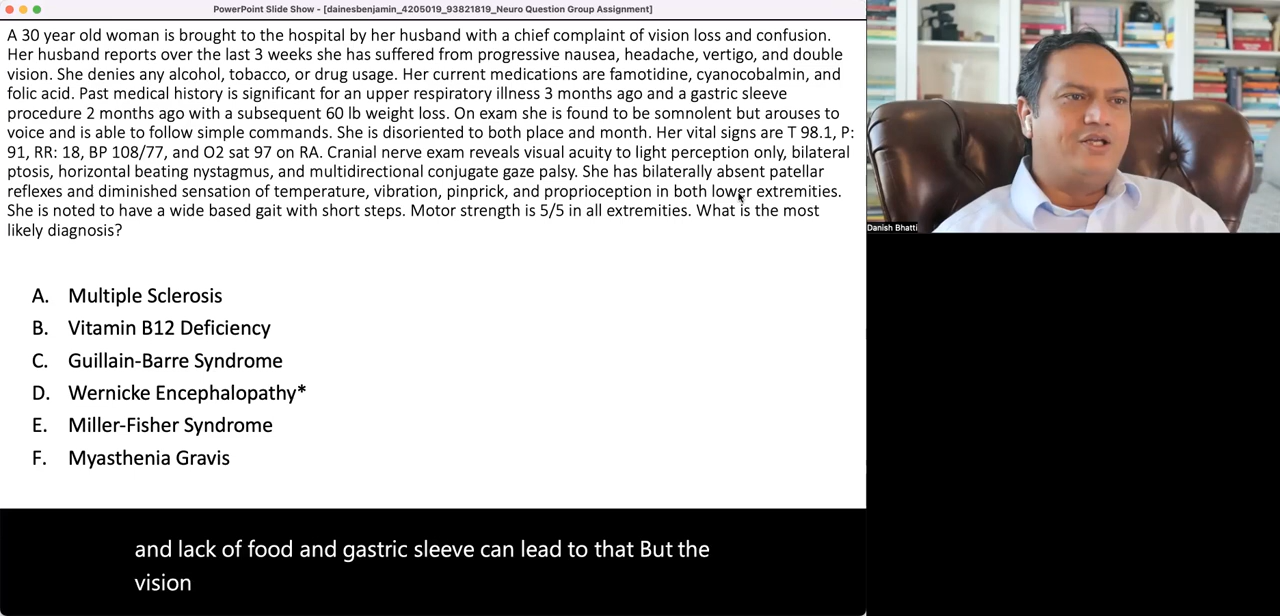 PowerPoint Slide Show - [dainesbenjamin_4205019_93821819_Neuro Question Group Assignment]
A 30 year old woman is brought to the hospital by her husband with a chief complaint of vision loss and confusion.
Her husband reports over the last 3 weeks she has suffered from progressive nausea, headache, vertigo, and double
vision. She denies any alcohol, tobacco, or drug usage. Her current medications are famotidine, cyanocobalmin, and
folic acid. Past medical history is significant for an upper respiratory illness 3 months ago and a gastric sleeve
procedure 2 months ago with a subsequent 60 lb weight loss. On exam she is found to be somnolent but arouses to
voice and is able to follow simple commands. She is disriented to both place and month. Her vital signs are T 98.1, P:
91, RR: 18, BP 108/77, and O2 sat 97 on RA. Cranial nerve exam reveals visual acuity to light perception only, bilateral
ptosis, horizontal beating nystagmus, and multidirectional conjugate gaze palsy. She has bilaterally absent patellar
reflexes and diminished sensation of temperature, vibration, pinprick, and proprioception in both lower extremities.
She is noted to have a wide based gait with short steps. Motor strength is 5/5 in all extremities. What is the most
likely diagnosis?
A. Multiple Sclerosis
B. Vitamin B12 Deficiency
C. Guillain-Barre Syndrome
D. Wernicke Encephalopathy*
E. Miller-Fisher Syndrome
F. Myasthenia Gravis
Danish Bhatti
and lack of food and gastric sleeve can lead to that But the
vision